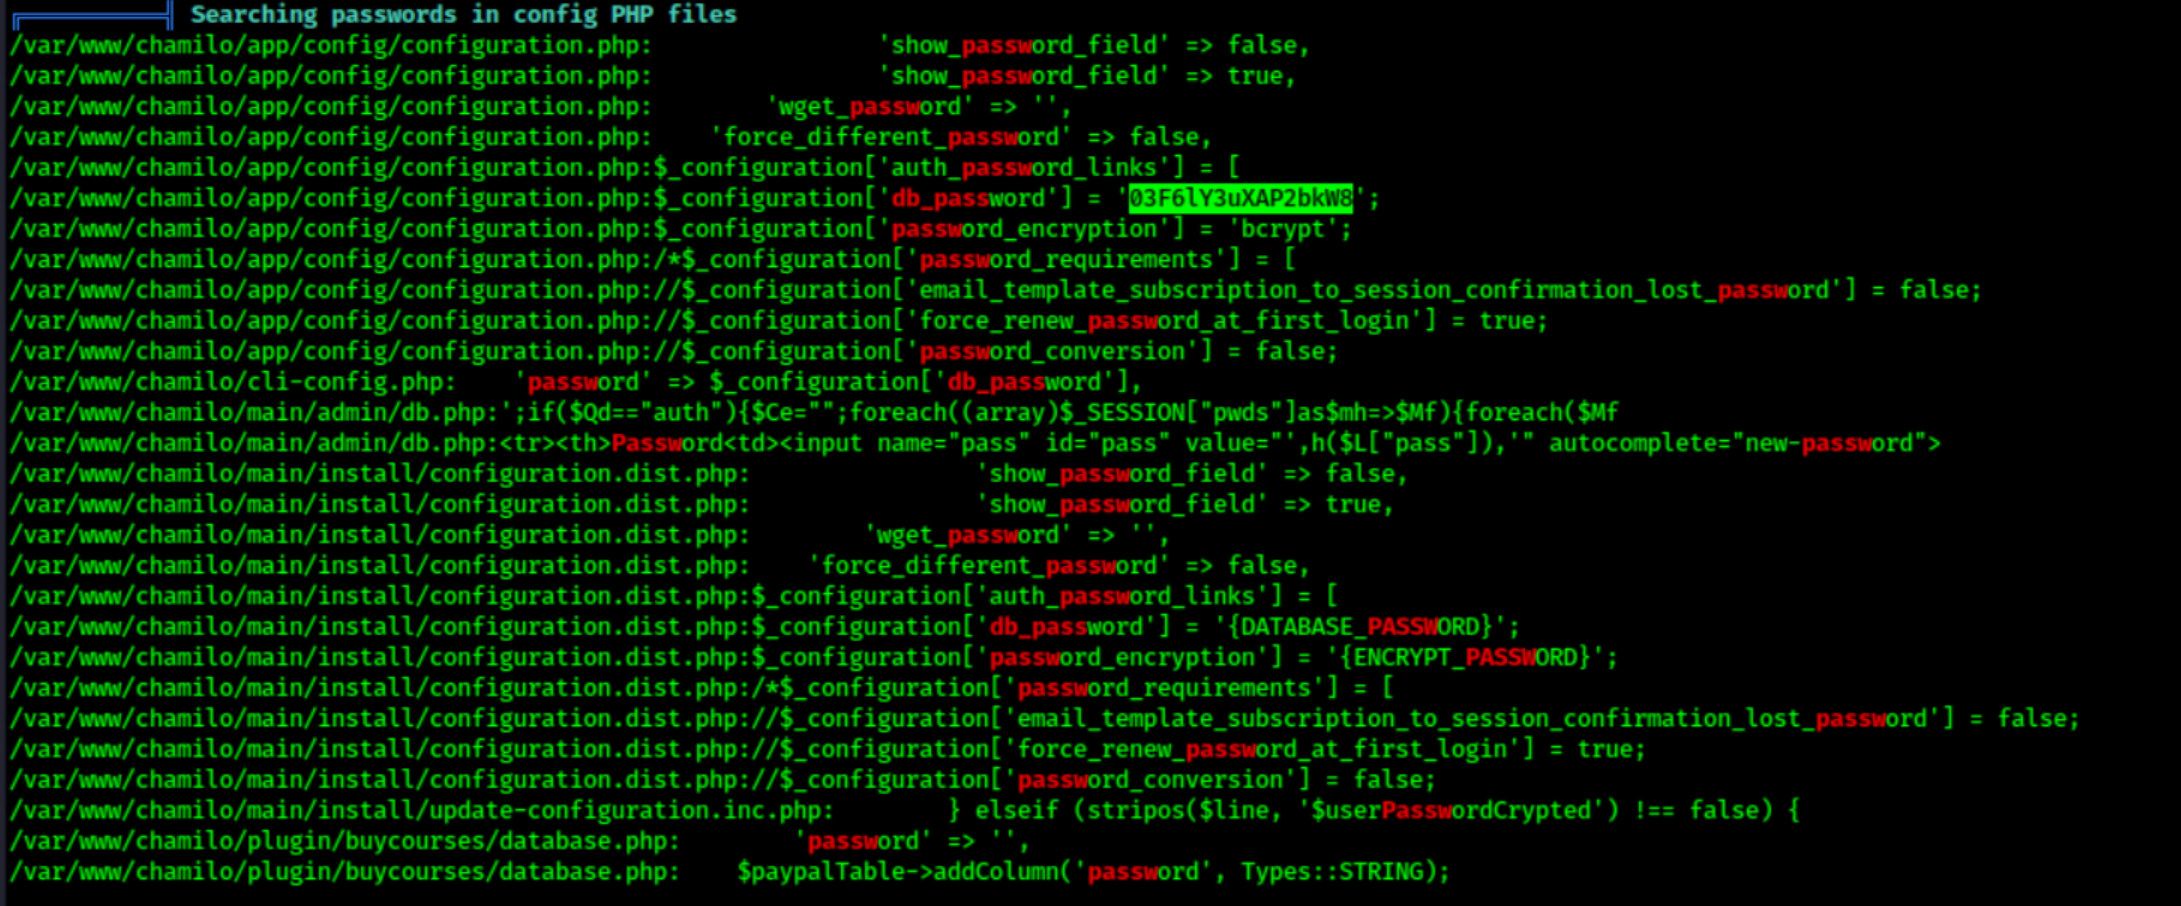 ╔══════════╣ Searching passwords in config PHP files
/var/www/chamilo/app/config/configuration.php:                'show_password_field' => false,
/var/www/chamilo/app/config/configuration.php:                'show_password_field' => true,
/var/www/chamilo/app/config/configuration.php:        'wget_password' => '',
/var/www/chamilo/app/config/configuration.php:    'force_different_password' => false,
/var/www/chamilo/app/config/configuration.php:$_configuration['auth_password_links'] = [
/var/www/chamilo/app/config/configuration.php:$_configuration['db_password'] = '03F6lY3uXAP2bkW8';
/var/www/chamilo/app/config/configuration.php:$_configuration['password_encryption'] = 'bcrypt';
/var/www/chamilo/app/config/configuration.php:/*$_configuration['password_requirements'] = [
/var/www/chamilo/app/config/configuration.php://$_configuration['email_template_subscription_to_session_confirmation_lost_password'] = false;
/var/www/chamilo/app/config/configuration.php://$_configuration['force_renew_password_at_first_login'] = true;
/var/www/chamilo/app/config/configuration.php://$_configuration['password_conversion'] = false;
/var/www/chamilo/cli-config.php:    'password' => $_configuration['db_password'],
/var/www/chamilo/main/admin/db.php:';if($Qd=="auth"){$Ce="";foreach((array)$_SESSION["pwds"]as$mh=>$Mf){foreach($Mf
/var/www/chamilo/main/admin/db.php:<tr><th>Password<td><input name="pass" id="pass" value="',h($L["pass"]),'" autocomplete="new-password">
/var/www/chamilo/main/install/configuration.dist.php:                'show_password_field' => false,
/var/www/chamilo/main/install/configuration.dist.php:                'show_password_field' => true,
/var/www/chamilo/main/install/configuration.dist.php:        'wget_password' => '',
/var/www/chamilo/main/install/configuration.dist.php:    'force_different_password' => false,
/var/www/chamilo/main/install/configuration.dist.php:$_configuration['auth_password_links'] = [
/var/www/chamilo/main/install/configuration.dist.php:$_configuration['db_password'] = '{DATABASE_PASSWORD}';
/var/www/chamilo/main/install/configuration.dist.php:$_configuration['password_encryption'] = '{ENCRYPT_PASSWORD}';
/var/www/chamilo/main/install/configuration.dist.php:/*$_configuration['password_requirements'] = [
/var/www/chamilo/main/install/configuration.dist.php://$_configuration['email_template_subscription_to_session_confirmation_lost_password'] = false;
/var/www/chamilo/main/install/configuration.dist.php://$_configuration['force_renew_password_at_first_login'] = true;
/var/www/chamilo/main/install/configuration.dist.php://$_configuration['password_conversion'] = false;
/var/www/chamilo/main/install/update-configuration.inc.php:        } elseif (stripos($line, '$userPasswordCrypted') !== false) {
/var/www/chamilo/plugin/buycourses/database.php:        'password' => '',
/var/www/chamilo/plugin/buycourses/database.php:    $paypalTable->addColumn('password', Types::STRING);